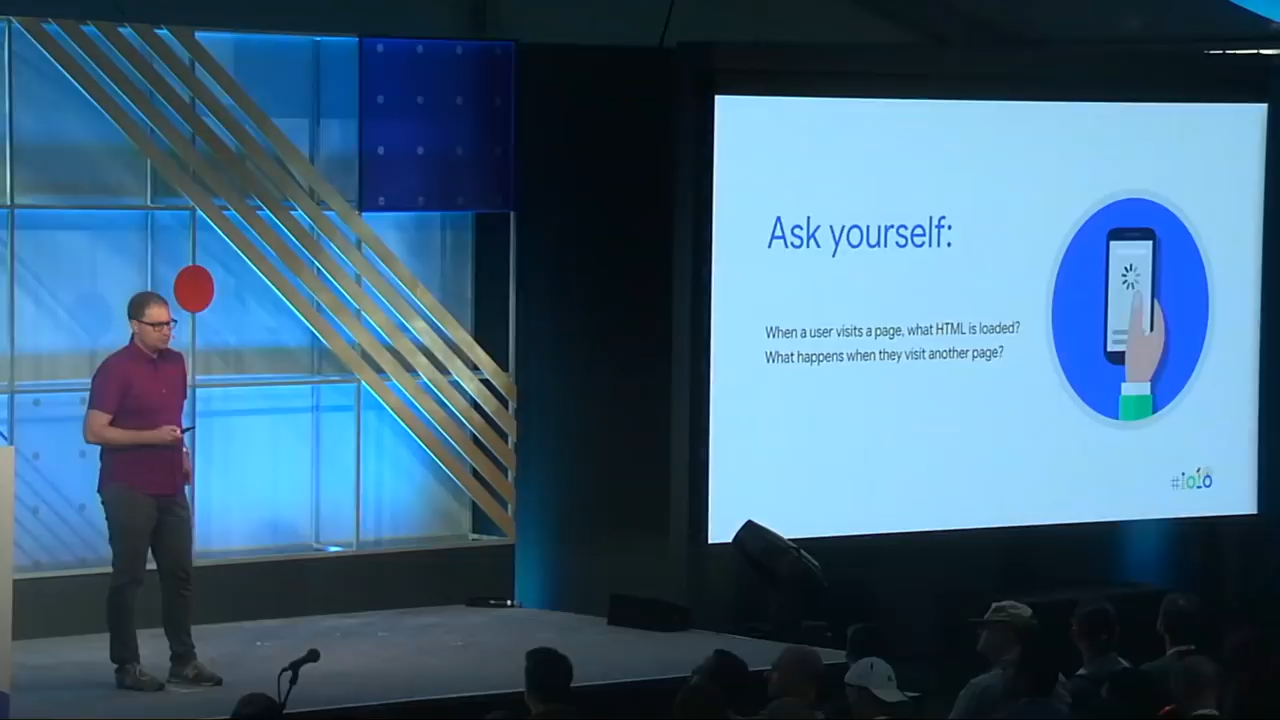 Ask yourself:
When a user visits a page, what HTML is loaded?
What happens when they visit another page?
#io18